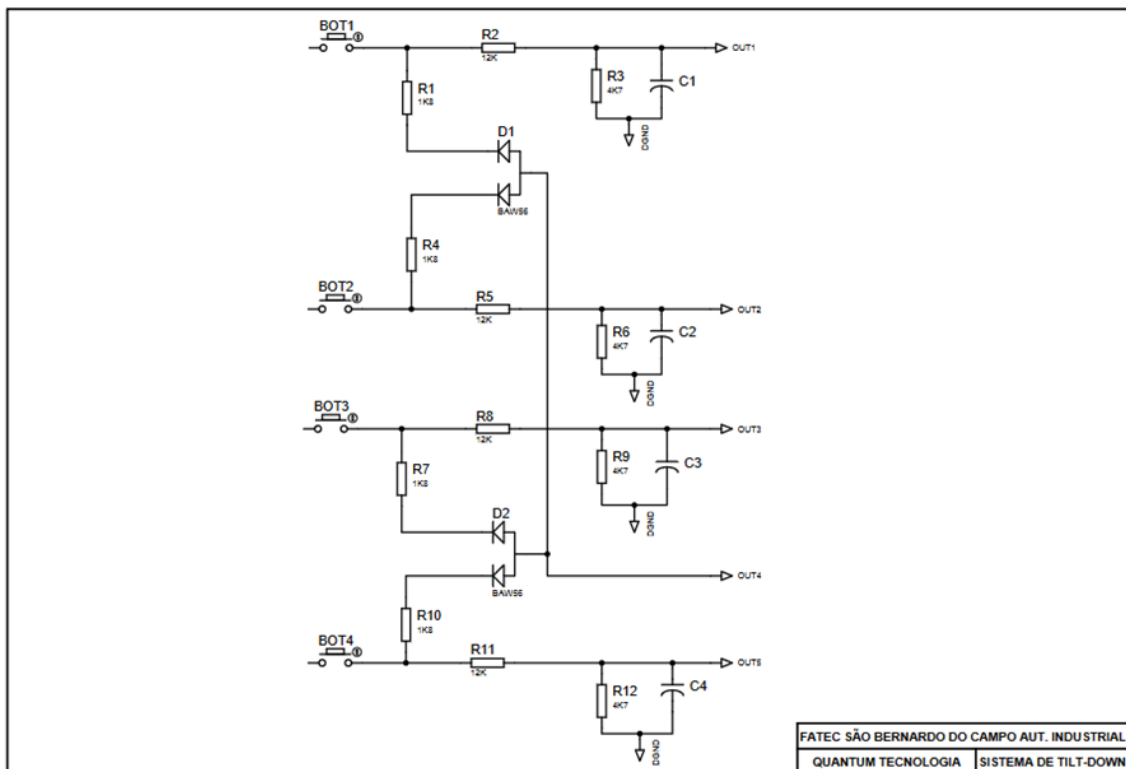 BOT1
R2
12K
OUT1
R1
1K8
R3
4K7
C1
DGND
D1
BAW56
R4
1K8
BOT2
R5
12K
OUT2
R6
4K7
C2
DGND
BOT3
R8
12K
OUT3
R7
1K8
R9
4K7
C3
DGND
D2
BAW56
OUT4
R10
1K8
BOT4
R11
12K
OUT5
R12
4K7
C4
DGND
FATEC SÃO BERNARDO DO CAMPO AUT. INDUSTRIAL
QUANTUM TECNOLOGIA
SISTEMA DE TILT-DOWN